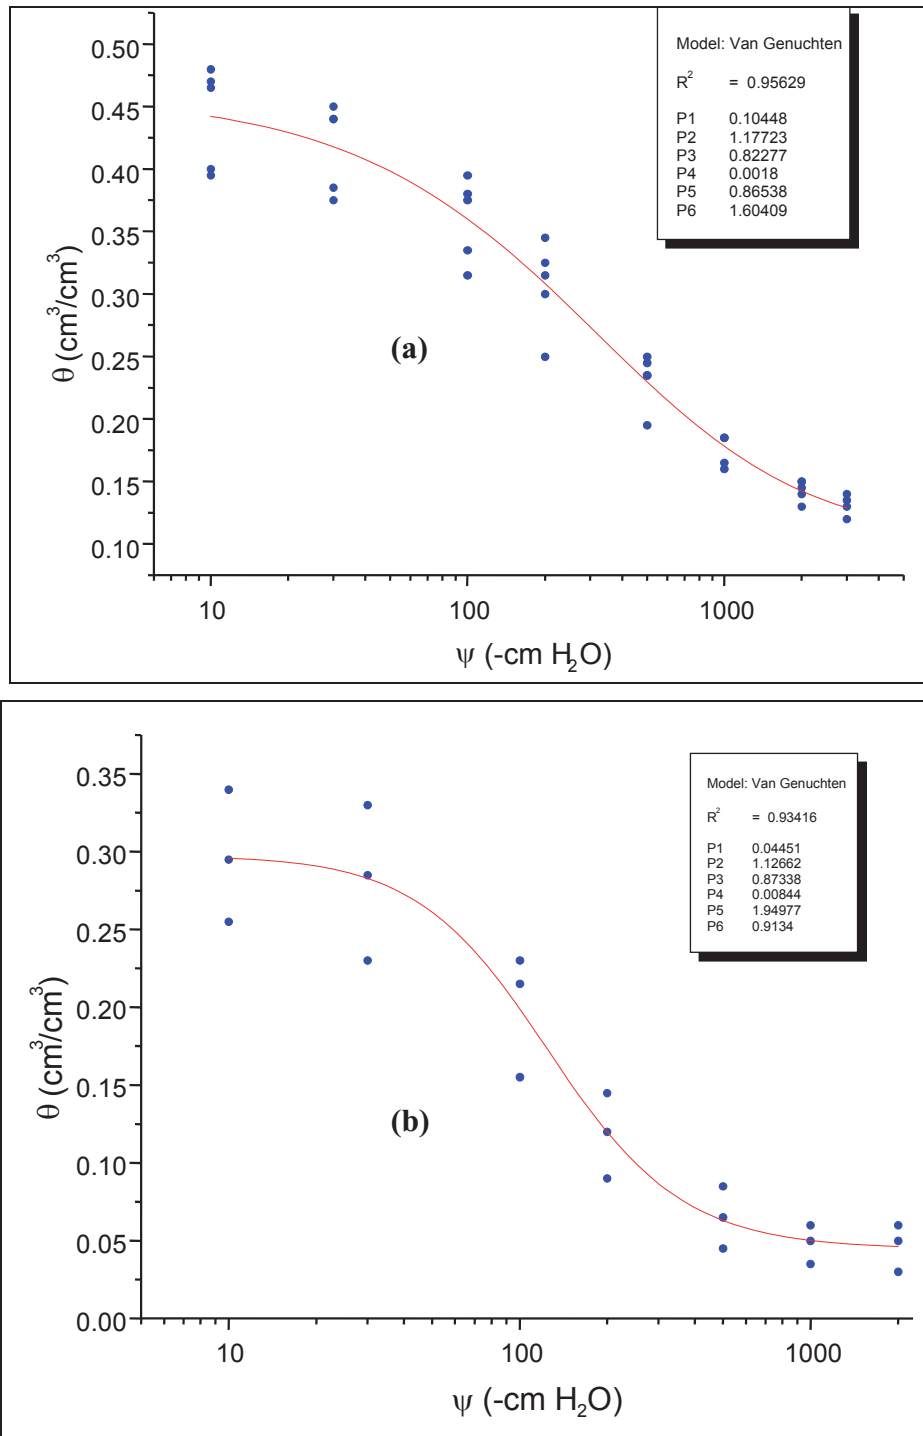 Model: Van Genuchten
R² = 0.95629
P1 0.10448
P2 1.17723
P3 0.82277
P4 0.0018
P5 0.86538
P6 1.60409
0.50
0.45
0.40
0.35
0.30
0.25
0.20
0.15
0.10
θ (cm³/cm³)
(a)
10 100 1000
ψ (-cm H₂O)
Model: Van Genuchten
R² = 0.93416
P1 0.04451
P2 1.12662
P3 0.87338
P4 0.00844
P5 1.94977
P6 0.9134
0.35
0.30
0.25
0.20
0.15
0.10
0.05
0.00
θ (cm³/cm³)
(b)
10 100 1000
ψ (-cm H₂O)